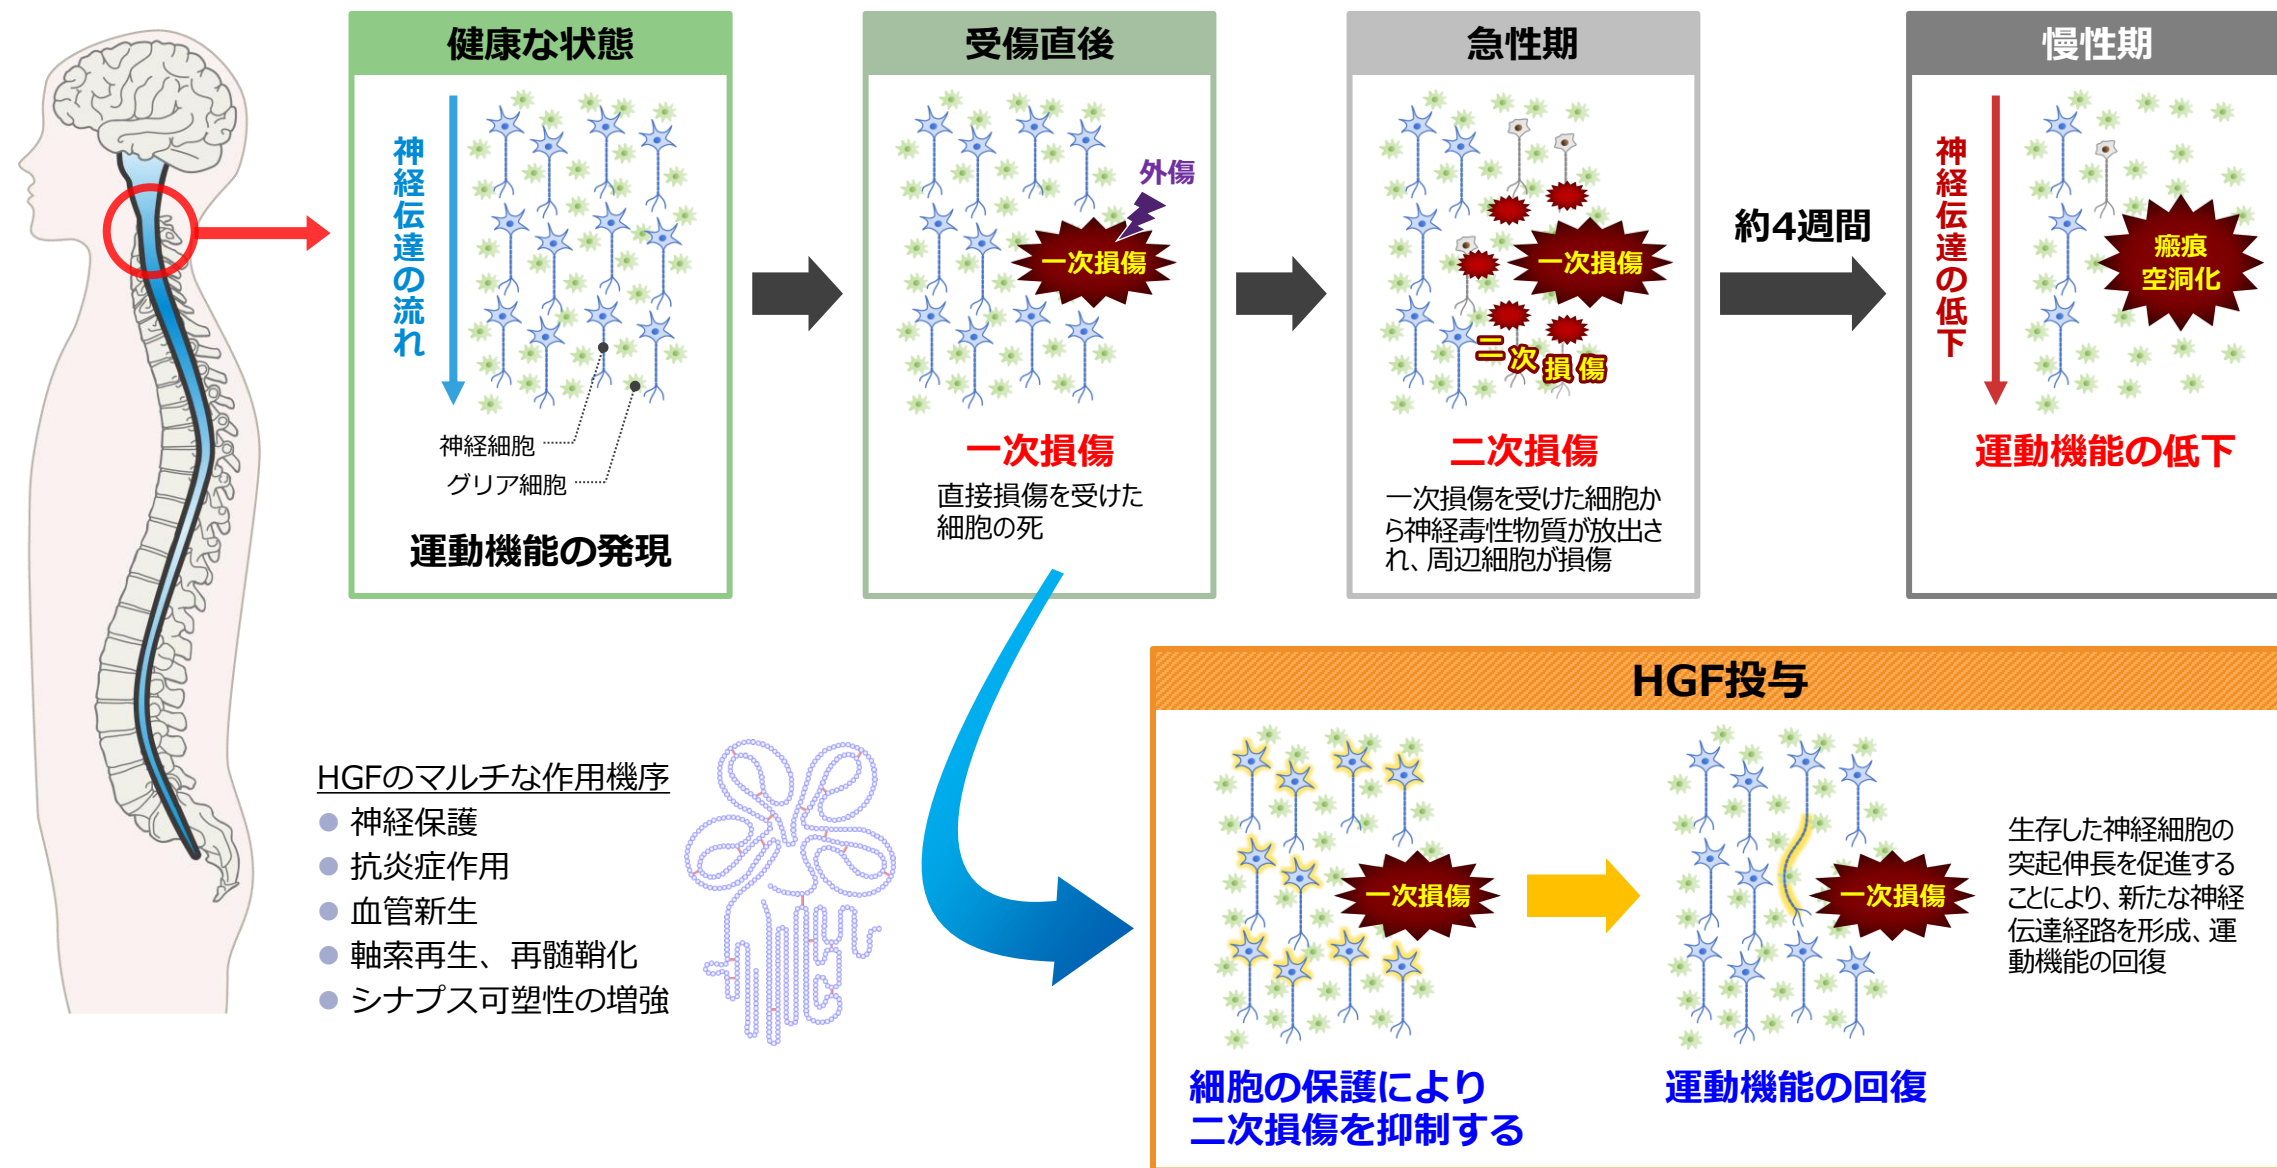 健康な状態
神経伝達の流れ
神経細胞
グリア細胞
運動機能の発現
受傷直後
外傷
一次損傷
一次損傷
直接損傷を受けた
細胞の死
急性期
一次損傷
二次損傷
二次損傷
一次損傷を受けた細胞か
ら神経毒性物質が放出さ
れ、周辺細胞が損傷
約4週間
慢性期
神経伝達の低下
瘢痕
空洞化
運動機能の低下
HGFのマルチな作用機序
● 神経保護
● 抗炎症作用
● 血管新生
● 軸索再生、再髄鞘化
● シナプス可塑性の増強
HGF投与
一次損傷
細胞の保護により
二次損傷を抑制する
一次損傷
運動機能の回復
生存した神経細胞の
突起伸長を促進する
ことにより、新たな神経
伝達経路を形成、運
動機能の回復